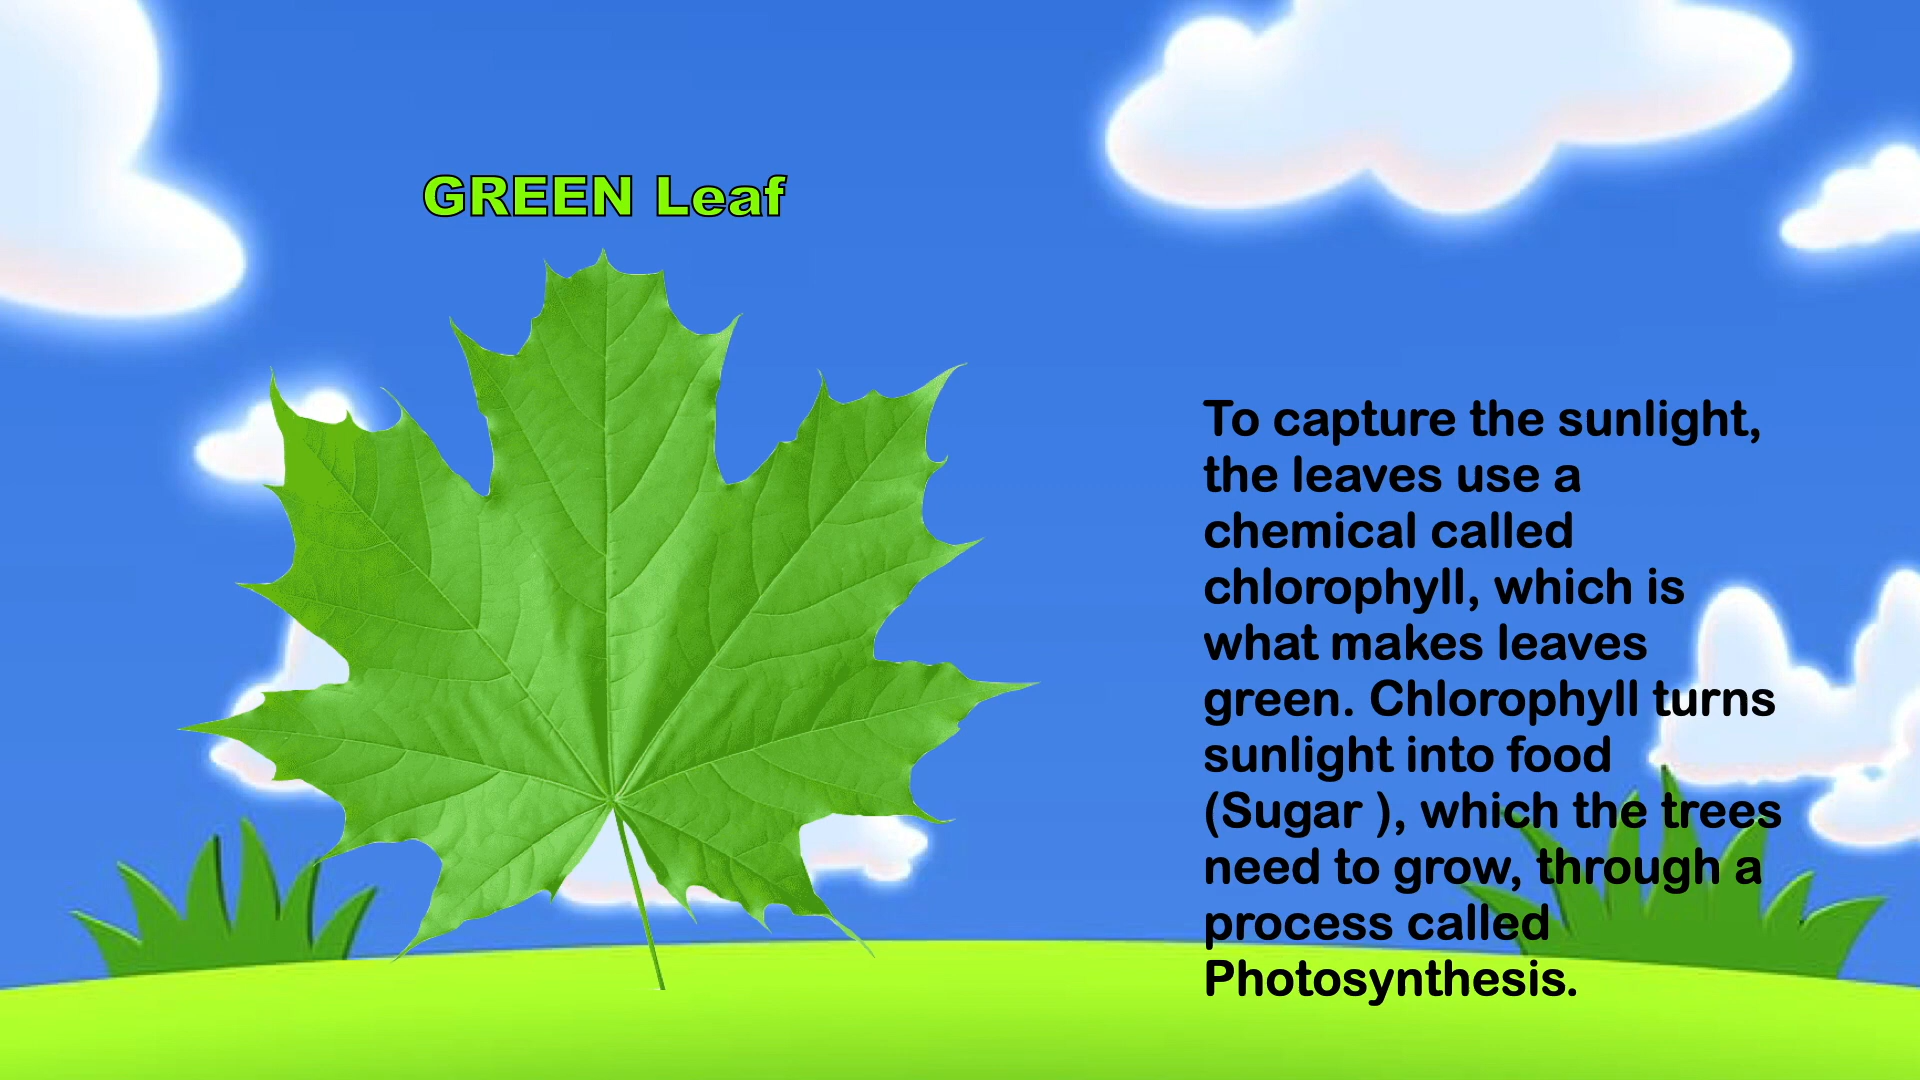 GREEN Leaf
To capture the sunlight,
the leaves use a
chemical called
chlorophyll, which is
what makes leaves
green. Chlorophyll turns
sunlight into food
(Sugar ), which the trees
need to grow, through a
process called
Photosynthesis.